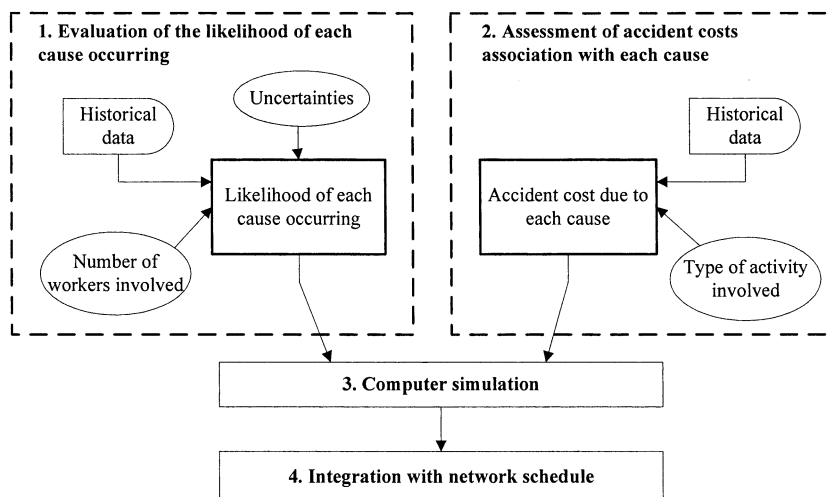 1. Evaluation of the likelihood of each
cause occurring
Historical
data
Uncertainties
Likelihood of each
cause occurring
Number of
workers involved
2. Assessment of accident costs
association with each cause
Historical
data
Accident cost due to
each cause
Type of activity
involved
3. Computer simulation
4. Integration with network schedule